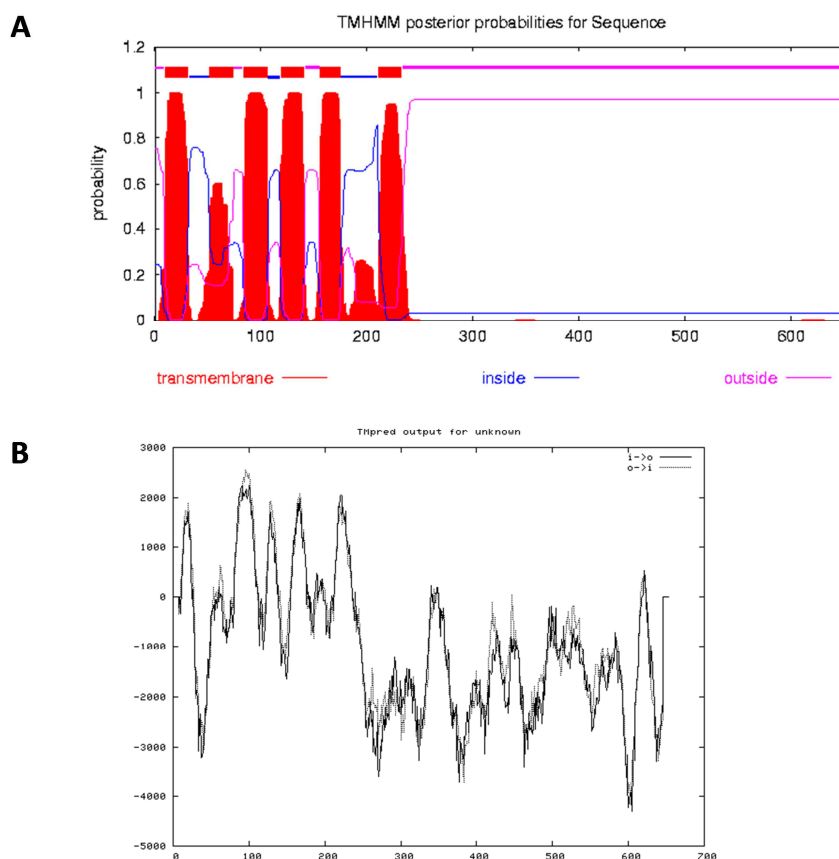 A
TMHMM posterior probabilities for Sequence
1.2
1
0.8
0.6
0.4
0.2
0
probability
0 100 200 300 400 500 600
transmembrane inside outside
B
TMpred output for unknown
3000
2000
1000
0
-1000
-2000
-3000
-4000
-5000
i->o
o->i
0 100 200 300 400 500 600 700